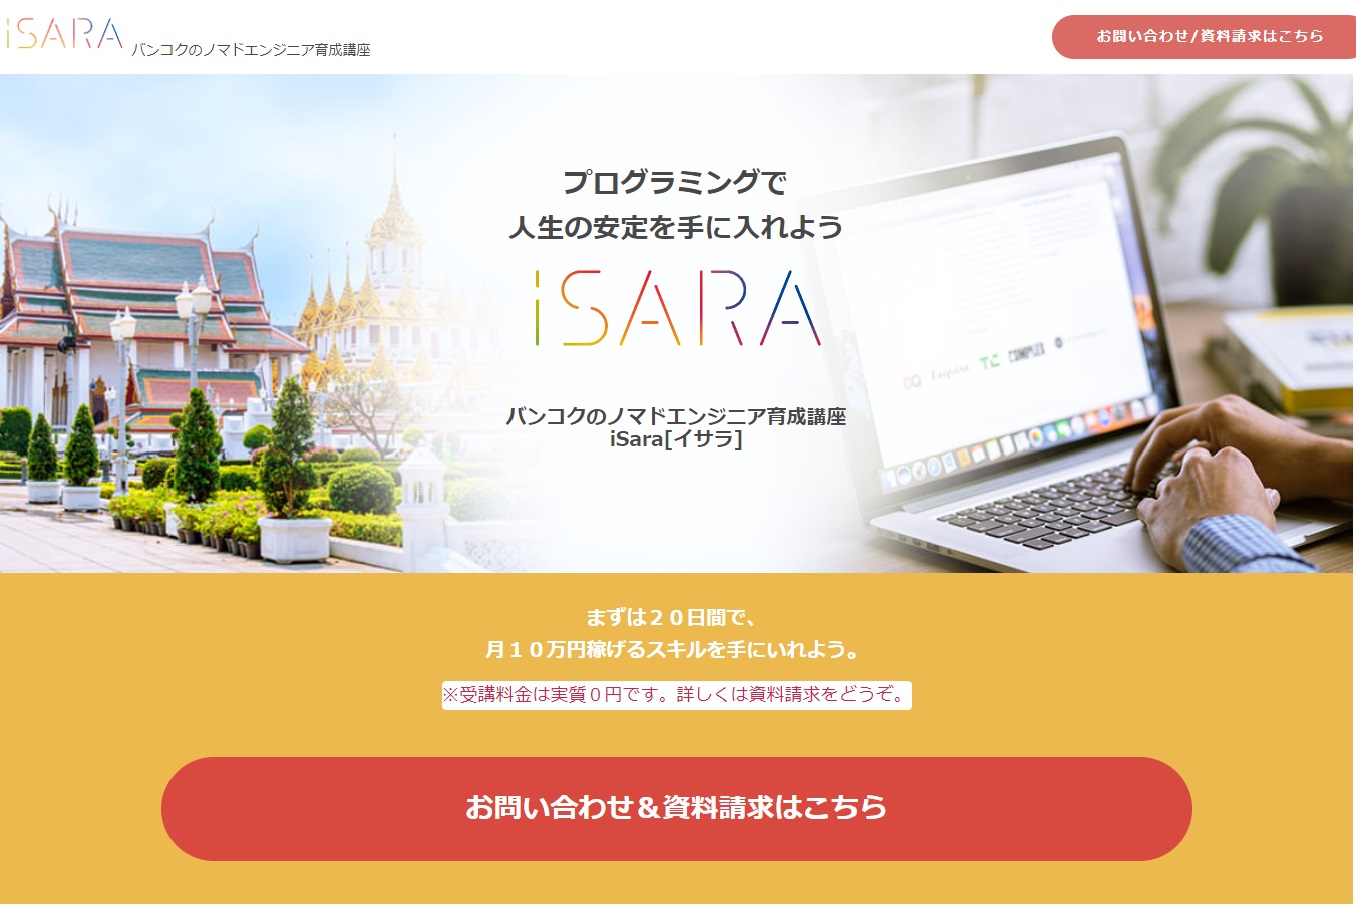 iSARA
バンコクのノマドエンジニア育成講座
お問い合わせ/資料請求はこちら
プログラミングで
人生の安定を手に入れよう
iSARA
バンコクのノマドエンジニア育成講座
iSara[イサラ]
GQ Esquire TC COMPLEX
まずは２０日間で、
月１０万円稼げるスキルを手にいれよう。
※受講料金は実質０円です。詳しくは資料請求をどうぞ。
お問い合わせ＆資料請求はこちら